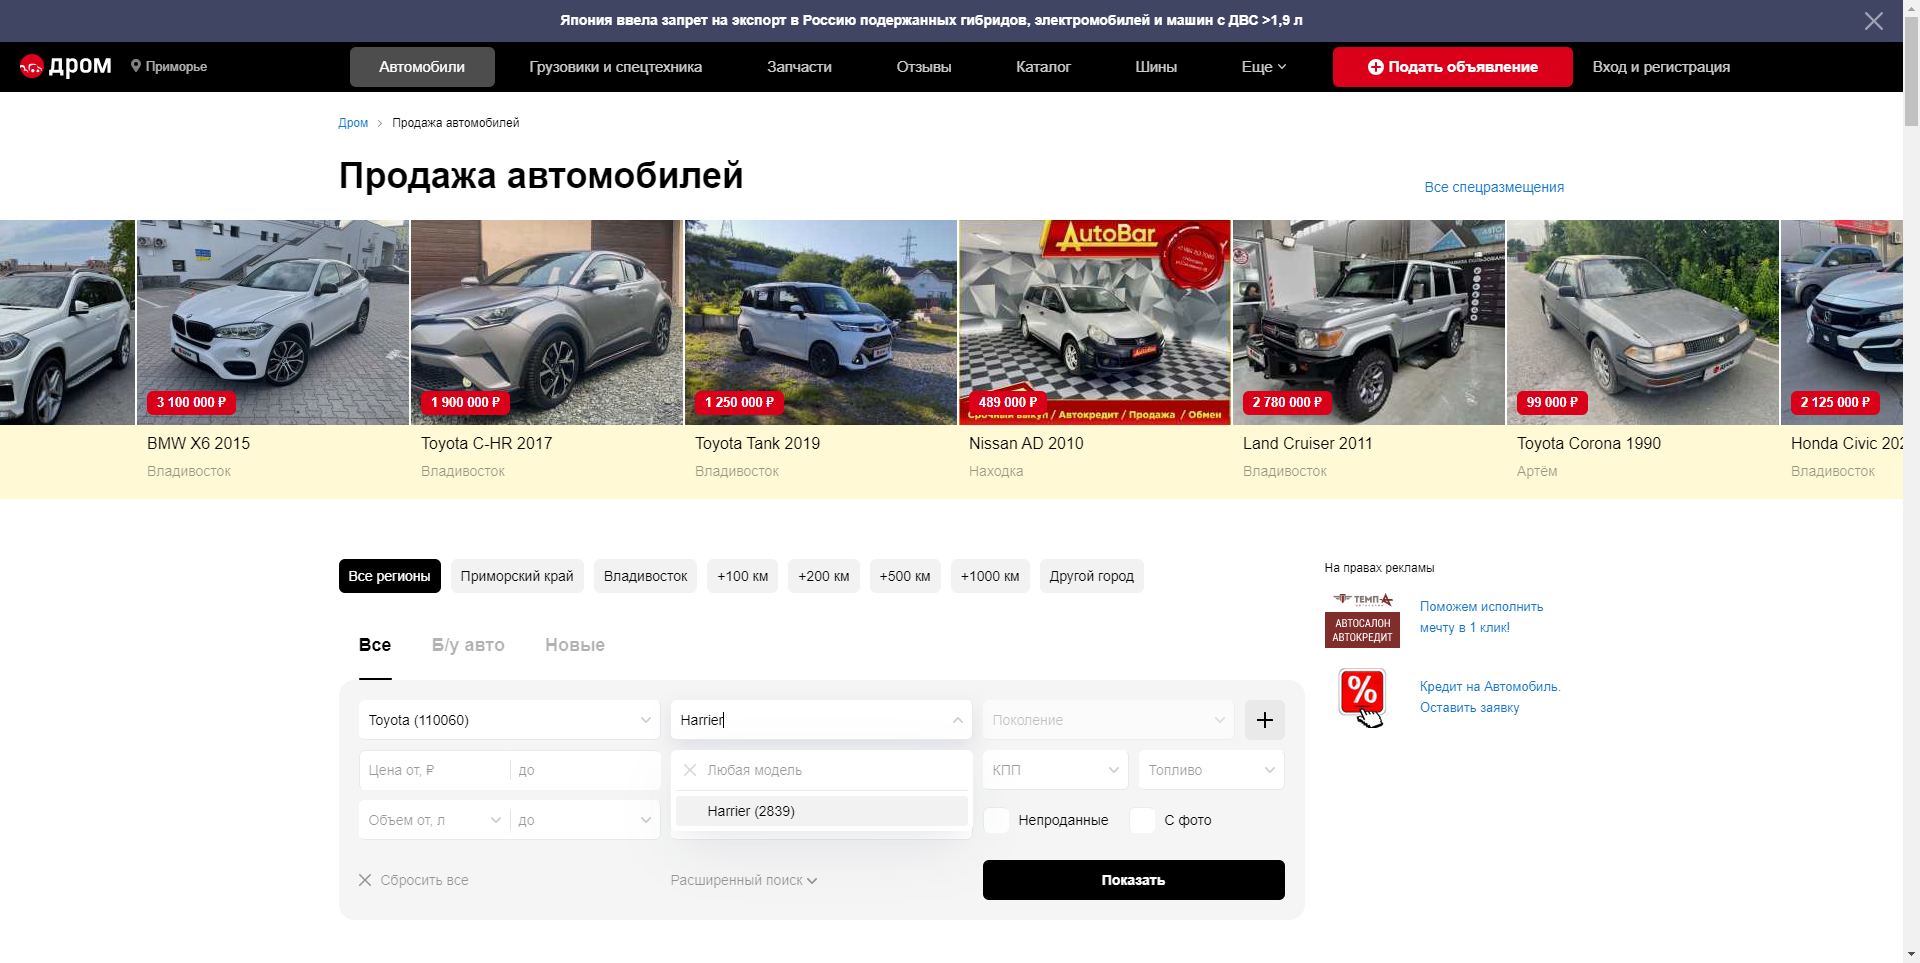 Япония ввела запрет на экспорт в Россию подержанных гибридов, электромобилей и машин с ДВС >1,9 л
дром Приморье Автомобили Грузовики и спецтехника Запчасти Отзывы Каталог Шины Еще Подать объявление Вход и регистрация
Дром > Продажа автомобилей
Продажа автомобилей
Все спецразмещения
AutoBar
3 100 000 ₽ 1 900 000 ₽ 1 250 000 ₽ 489 000 ₽ 2 780 000 ₽ 99 000 ₽ 2 125 000 ₽
Срочный выкуп / Автокредит / Продажа / Обмен
BMW X6 2015 Toyota C-HR 2017 Toyota Tank 2019 Nissan AD 2010 Land Cruiser 2011 Toyota Corona 1990 Honda Civic 202
Владивосток Владивосток Владивосток Находка Владивосток Артём Владивосток
Все регионы Приморский край Владивосток +100 км +200 км +500 км +1000 км Другой город
Все Б/у авто Новые
Toyota (110060) Harrier Поколение
Цена от, ₽ до Любая модель КПП Топливо
Harrier (2839)
Объем от, л до Непроданные С фото
Сбросить все Расширенный поиск Показать
На правах рекламы
ТЕМП-А
АВТОСАЛОН
АВТОКРЕДИТ
Поможем исполнить
мечту в 1 клик!
%
Кредит на Автомобиль.
Оставить заявку